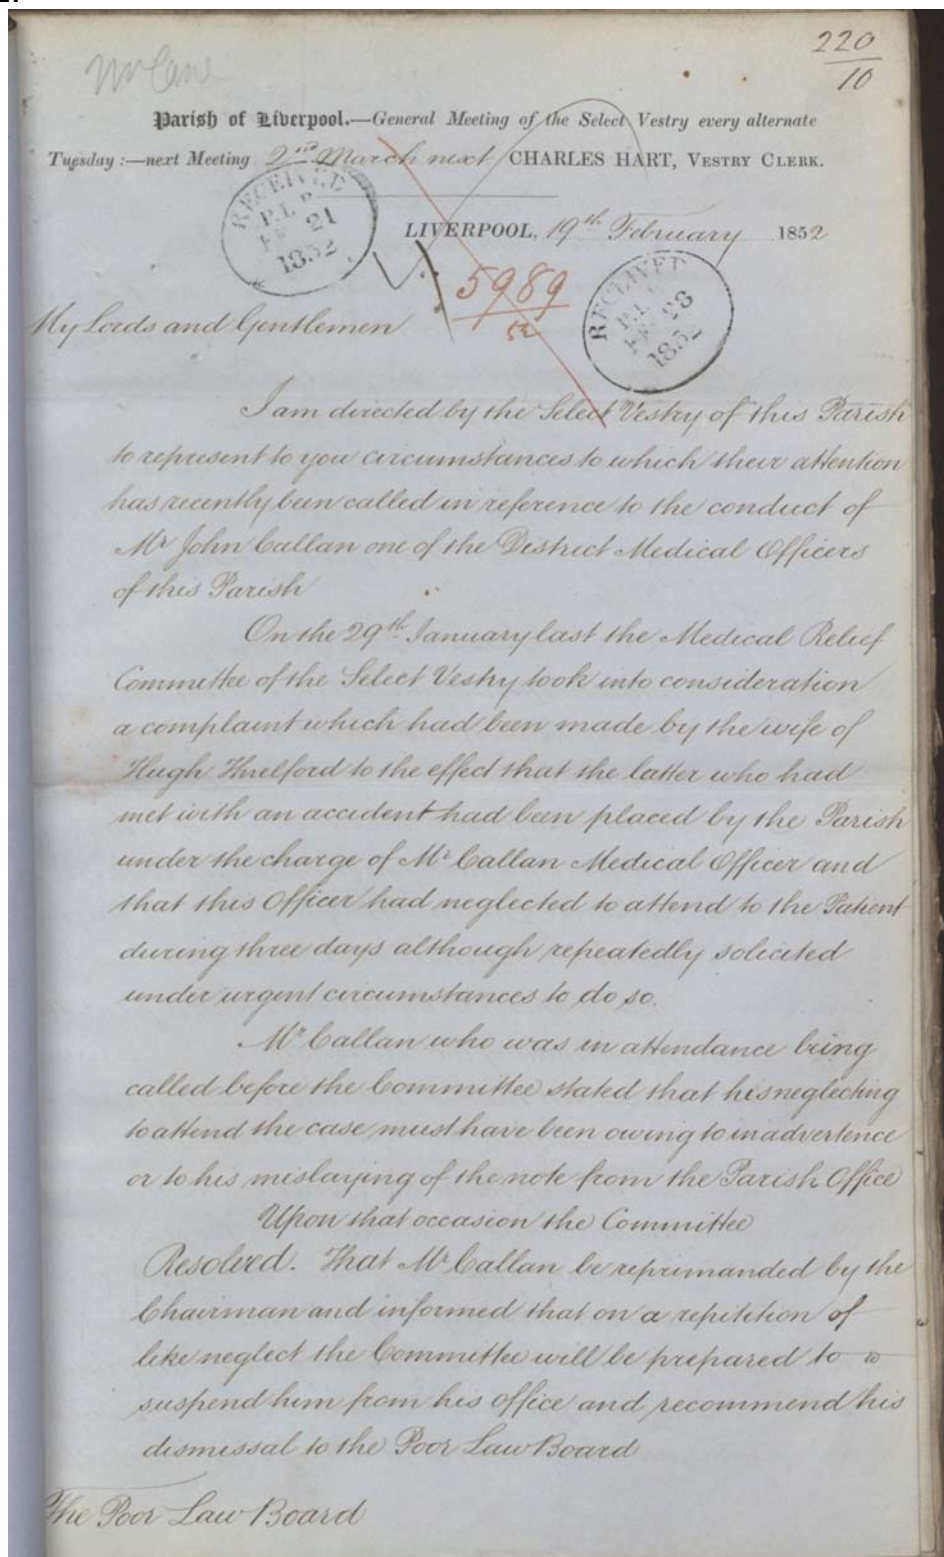 220
10
Parish of Liverpool.—General Meeting of the Select Vestry every alternate
Tuesday:—next Meeting 2nd March next CHARLES HART, VESTRY CLERK.
RECEIVED
P.L.B
FEB 21
1852
LIVERPOOL, 19th February 1852
5989
52
RECEIVED
FEB 28
1852
My Lords and Gentlemen
I am directed by the Select Vestry of this Parish
to represent to you circumstances to which their attention
has recently been called in reference to the conduct of
Mr John Callan one of the District Medical Officers
of this Parish
On the 29th January last the Medical Relief
Committee of the Select Vestry took into consideration
a complaint which had been made by the wife of
Hugh Threlford to the effect that the latter who had
met with an accident had been placed by the Parish
under the charge of Mr Callan Medical Officer and
that this Officer had neglected to attend to the Patient
during three days although repeatedly solicited
under urgent circumstances to do so.
Mr Callan who was in attendance being
called before the Committee stated that his neglecting
to attend the case must have been owing to inadvertence
or to his mislaying of the note from the Parish Office
Upon that occasion the Committee
Resolved. That Mr Callan be reprimanded by the
Chairman and informed that on a repitition of
like neglect the Committee will be prepared to
suspend him from his office and recommend his
dismissal to the Poor Law Board
The Poor Law Board